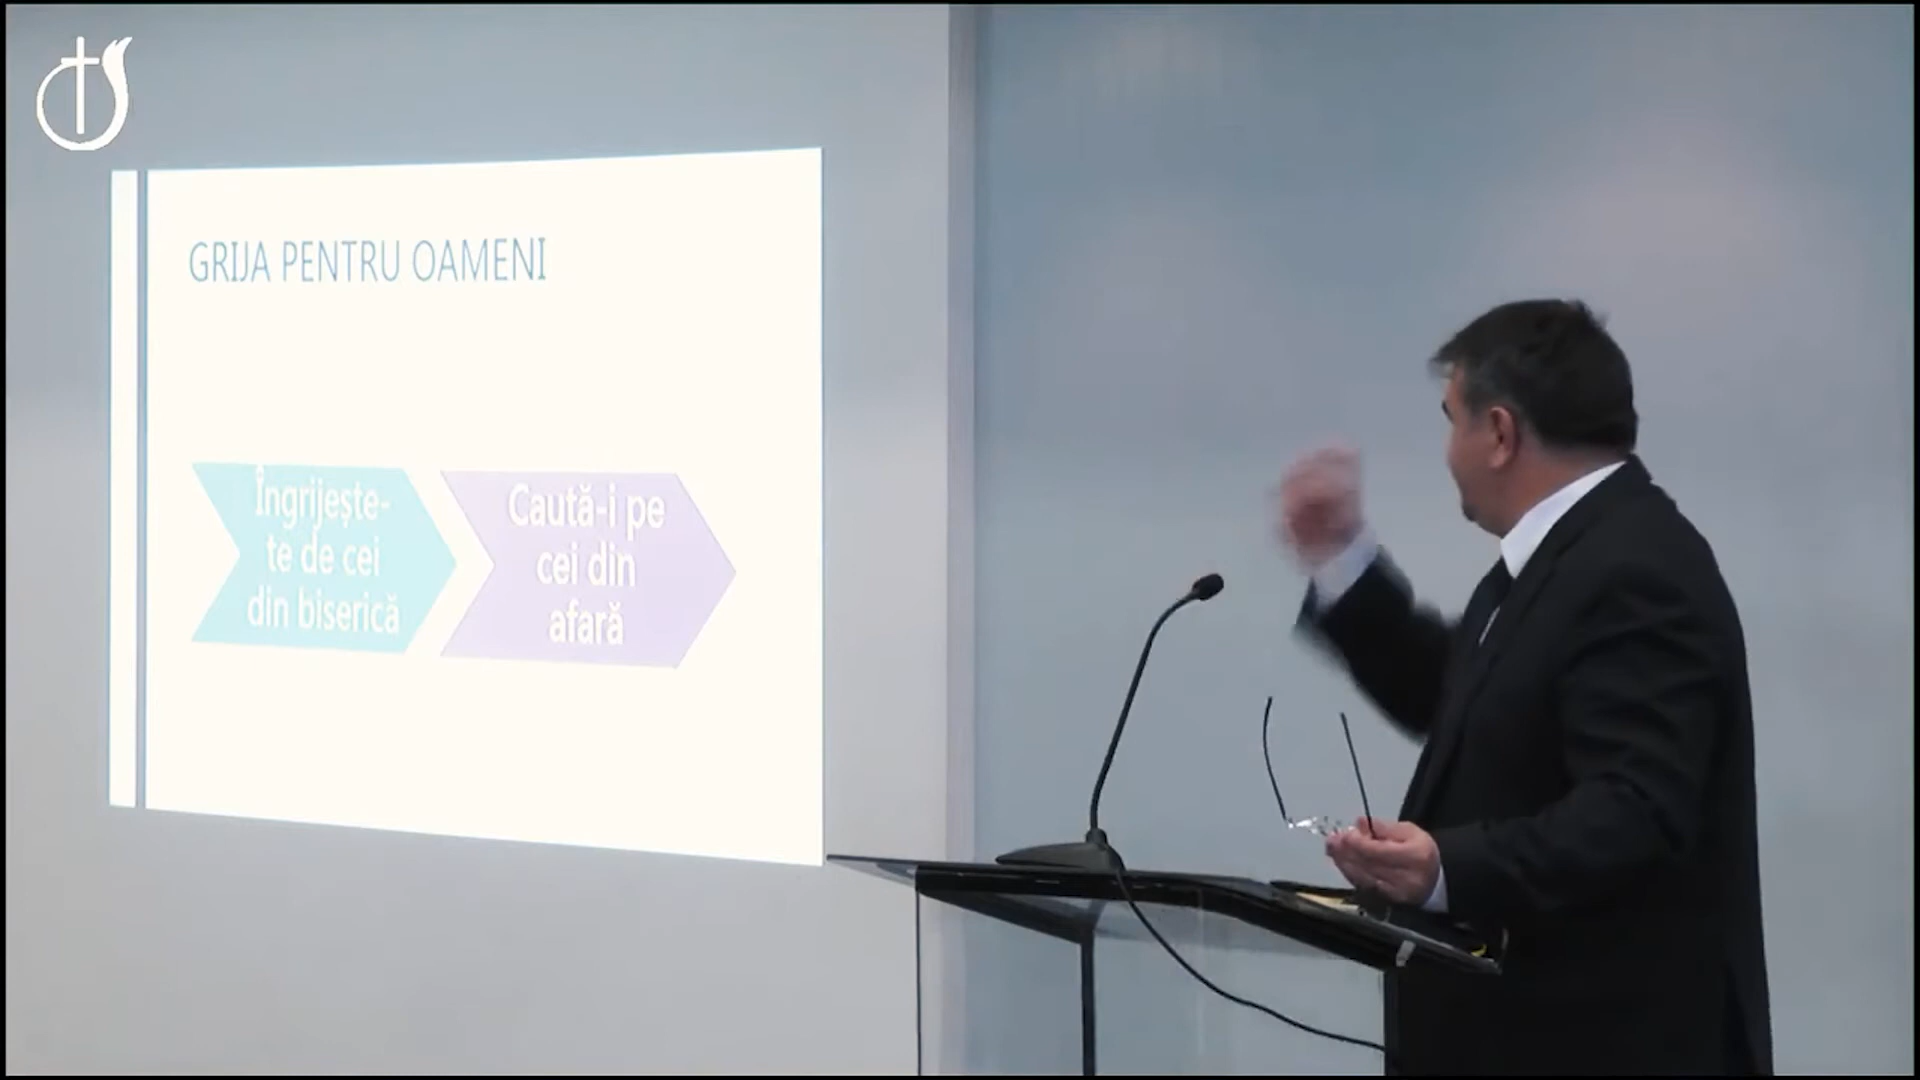 GRIJA PENTRU OAMENI
Îngrijește-
te de cei
din biserică
Caută-i pe
cei din
afară